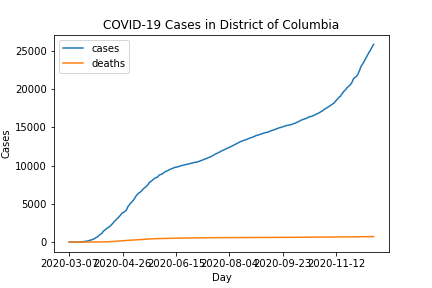 COVID-19 Cases in District of Columbia
cases
deaths
25000
20000
15000
10000
5000
0
Cases
2020-03-07 2020-04-26 2020-06-15 2020-08-04 2020-09-23 2020-11-12
Day